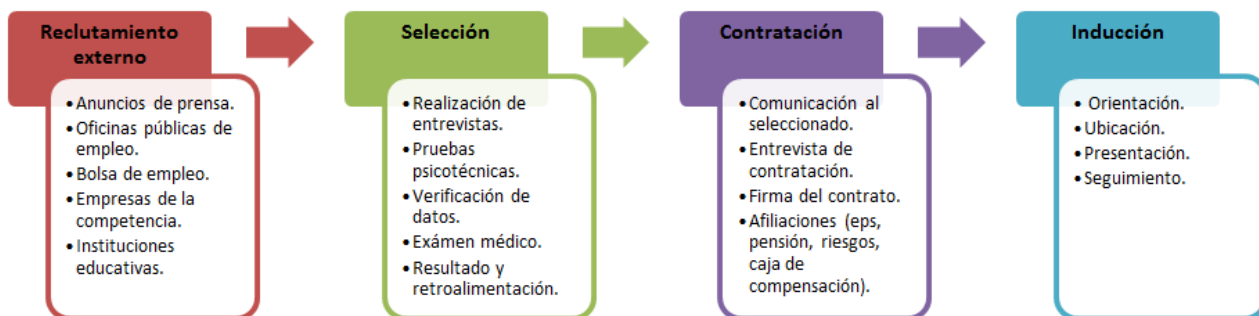 Reclutamiento
externo
• Anuncios de prensa.
• Oficinas públicas de
empleo.
• Bolsa de empleo.
• Empresas de la
competencia.
• Instituciones
educativas.
Selección
• Realización de
entrevistas.
• Pruebas
psicotécnicas.
• Verificación de
datos.
• Exámen médico.
• Resultado y
retroalimentación.
Contratación
• Comunicación al
seleccionado.
• Entrevista de
contratación.
• Firma del contrato.
• Afiliaciones (eps,
pensión, riesgos,
caja de
compensación).
Inducción
• Orientación.
• Ubicación.
• Presentación.
• Seguimiento.